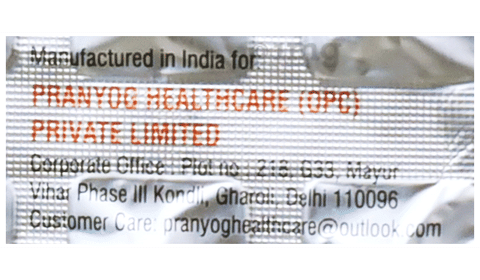 Manufactured in India for
PRANYOG HEALTHCARE (OPC)
PRIVATE LIMITED
Corporate Office : Plot no : 218, G33, Mayur
Vihar Phase III Kondli, Gharoli, Delhi 110096
Customer Care: pranyoghealthcare@outlook.com